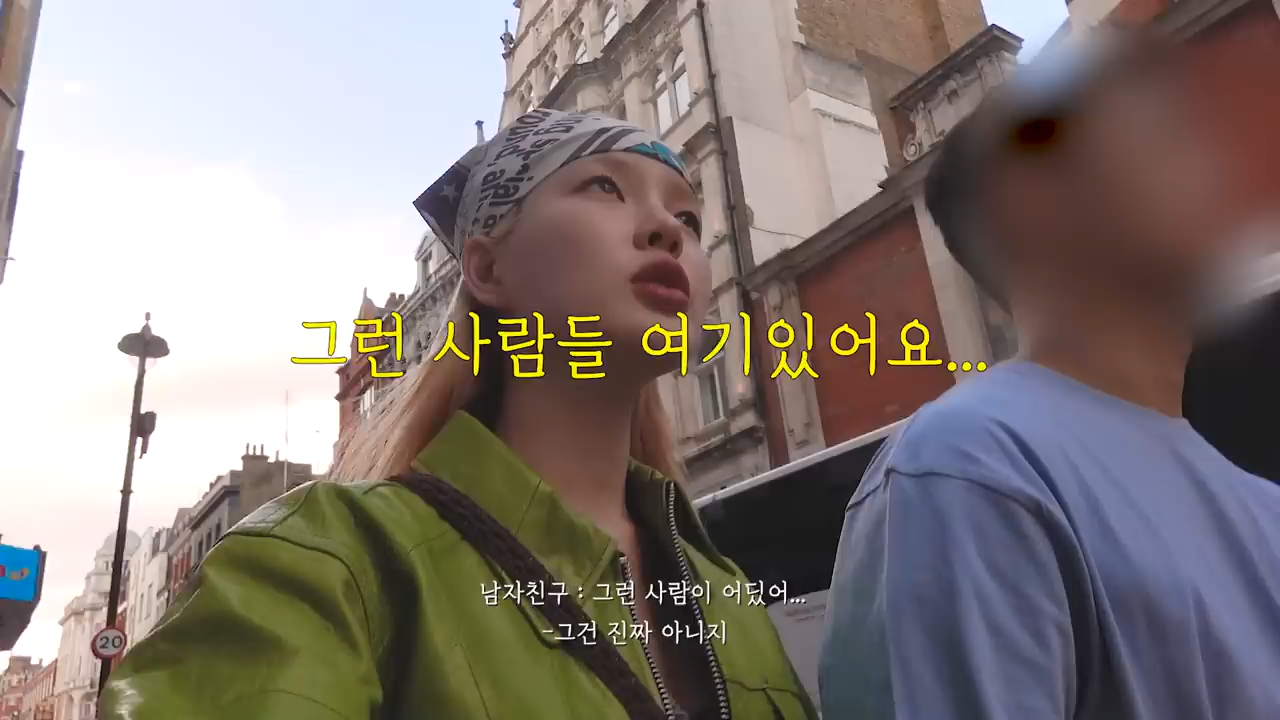 그런 사람들 여기있어요...
남자친구 : 그런 사람이 어딨어...
-그건 진짜 아니지
20